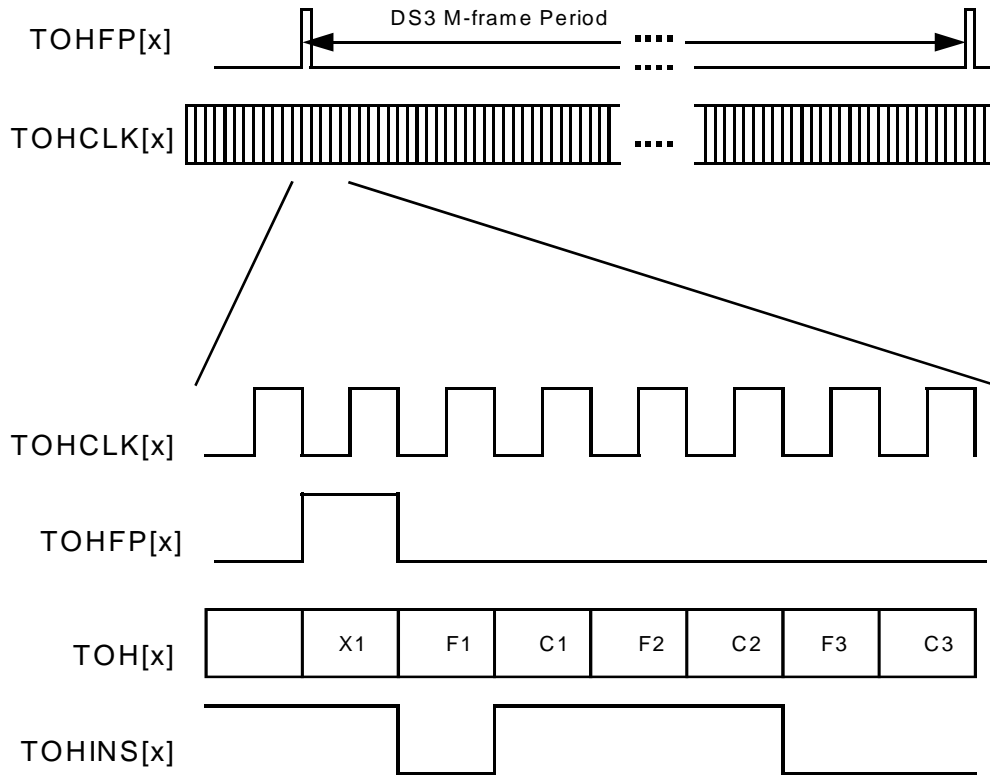 DS3 M-frame Period
TOHFP[x]
TOHCLK[x]
TOHCLK[x]
TOHFP[x]
TOH[x] X1 F1 C1 F2 C2 F3 C3
TOHINS[x]